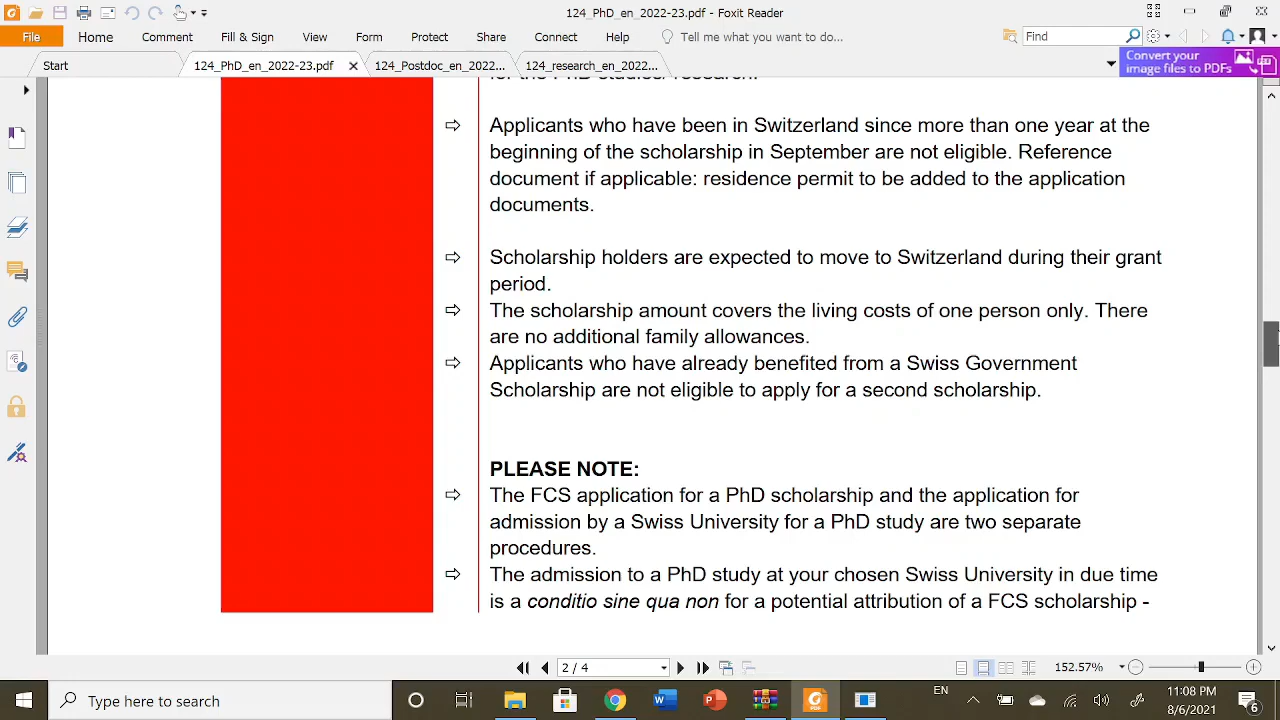 124_PhD_en_2022-23.pdf - Foxit Reader
File Home Comment Fill & Sign View Form Protect Share Connect Help Tell me what you want to do... Find
Start 124_PhD_en_2022-23.pdf 124_Postdoc_en_2022... 124_research_en_2022...
Convert your
image files to PDFs
for the PhD studies/ research.
⇨ Applicants who have been in Switzerland since more than one year at the
beginning of the scholarship in September are not eligible. Reference
document if applicable: residence permit to be added to the application
documents.
⇨ Scholarship holders are expected to move to Switzerland during their grant
period.
⇨ The scholarship amount covers the living costs of one person only. There
are no additional family allowances.
⇨ Applicants who have already benefited from a Swiss Government
Scholarship are not eligible to apply for a second scholarship.
PLEASE NOTE:
⇨ The FCS application for a PhD scholarship and the application for
admission by a Swiss University for a PhD study are two separate
procedures.
⇨ The admission to a PhD study at your chosen Swiss University in due time
is a conditio sine qua non for a potential attribution of a FCS scholarship -
2 / 4 152.57%
Type here to search EN 11:08 PM
8/6/2021 6